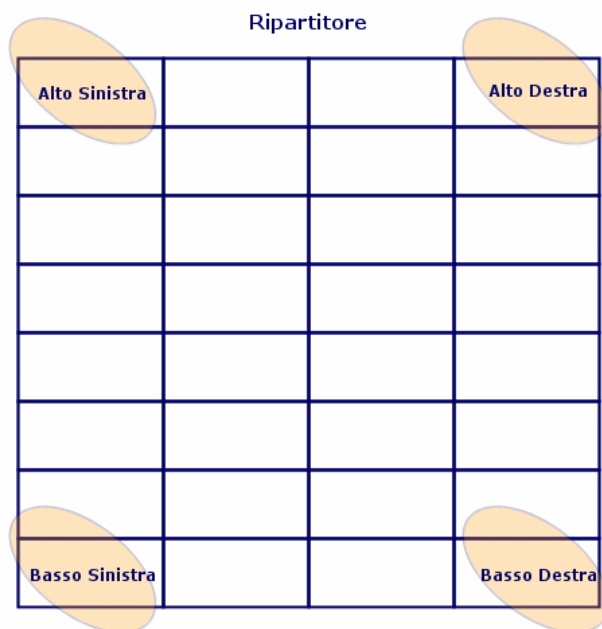 Ripartitore
Alto Sinistra
Alto Destra
Basso Sinistra
Basso Destra